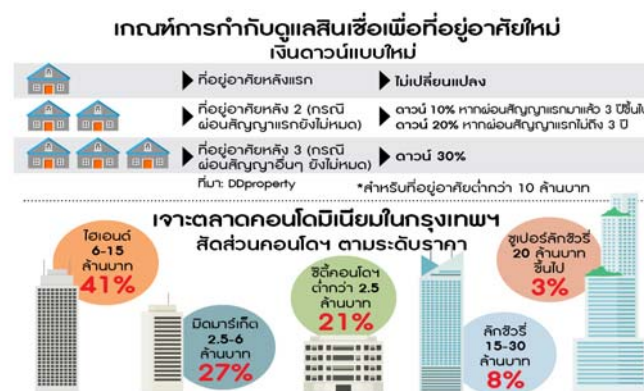 เกณฑ์การกำกับดูแลสินเชื่อเพื่อที่อยู่อาศัยใหม่
เงินดาวน์แบบใหม่
ที่อยู่อาศัยหลังแรก
ไม่เปลี่ยนแปลง
ที่อยู่อาศัยหลัง 2 (กรณี
ผ่อนสัญญาแรกยังไม่หมด)
ดาวน์ 10% หากผ่อนสัญญาแรกมาแล้ว 3 ปีขึ้นไป
ดาวน์ 20% หากผ่อนสัญญาแรกไม่ถึง 3 ปี
ที่อยู่อาศัยหลัง 3 (กรณี
ผ่อนสัญญาอื่นๆ ยังไม่หมด)
ดาวน์ 30%
ที่มา: DDproperty
*สำหรับที่อยู่อาศัยต่ำกว่า 10 ล้านบาท
เจาะตลาดคอนโดมิเนียมในกรุงเทพฯ
สัดส่วนคอนโดฯ ตามระดับราคา
ไฮเอนด์
6-15
ล้านบาท
41%
มิดมาร์เก็ต
2.5-6
ล้านบาท
27%
ซิตี้คอนโดฯ
ต่ำกว่า 2.5
ล้านบาท
21%
ลักชัวรี่
15-30
ล้านบาท
8%
ซูเปอร์ลักชัวรี่
20 ล้านบาท
ขึ้นไป
3%